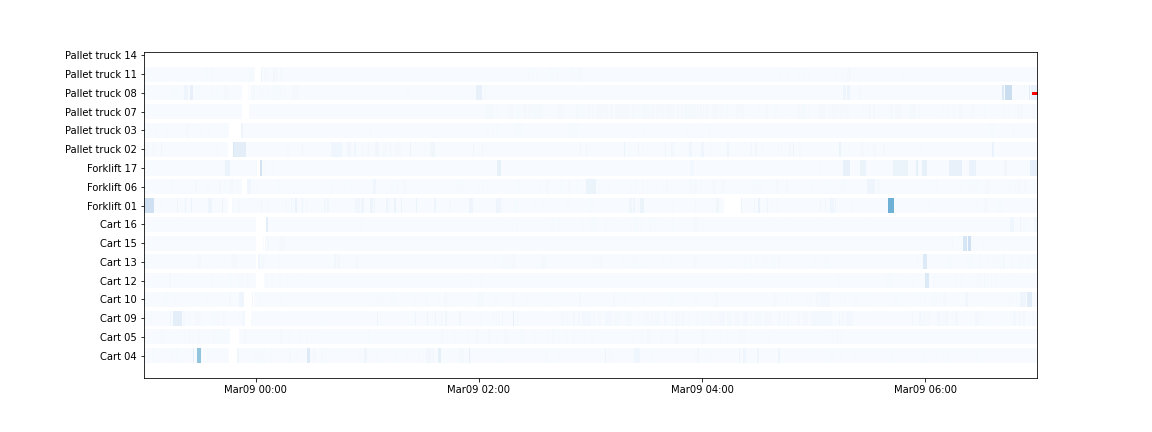 Pallet truck 14
Pallet truck 11
Pallet truck 08
Pallet truck 07
Pallet truck 03
Pallet truck 02
Forklift 17
Forklift 06
Forklift 01
Cart 16
Cart 15
Cart 13
Cart 12
Cart 10
Cart 09
Cart 05
Cart 04
Mar09 00:00 Mar09 02:00 Mar09 04:00 Mar09 06:00